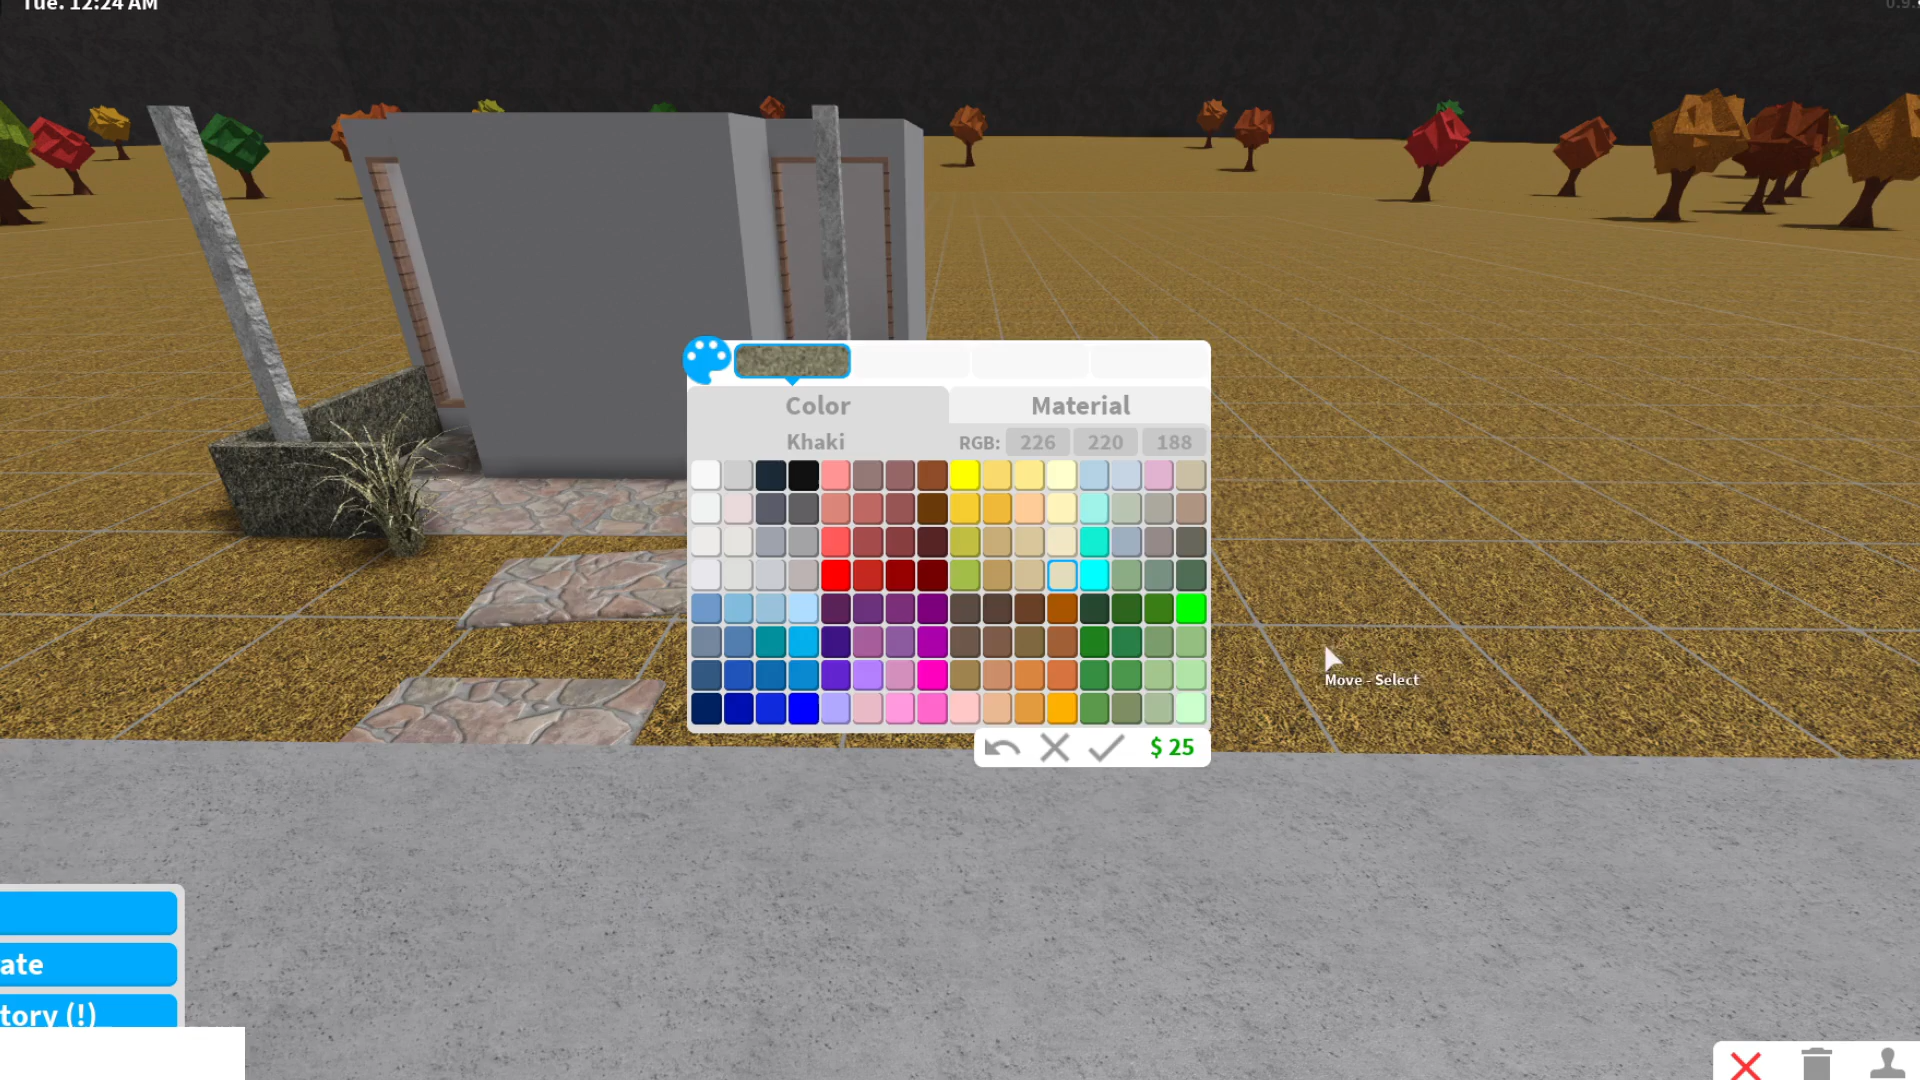 Tue. 12:24 AM
Color
Material
Khaki
RGB: 226 220 188
Move - Select
$ 25
ate
tory (!)